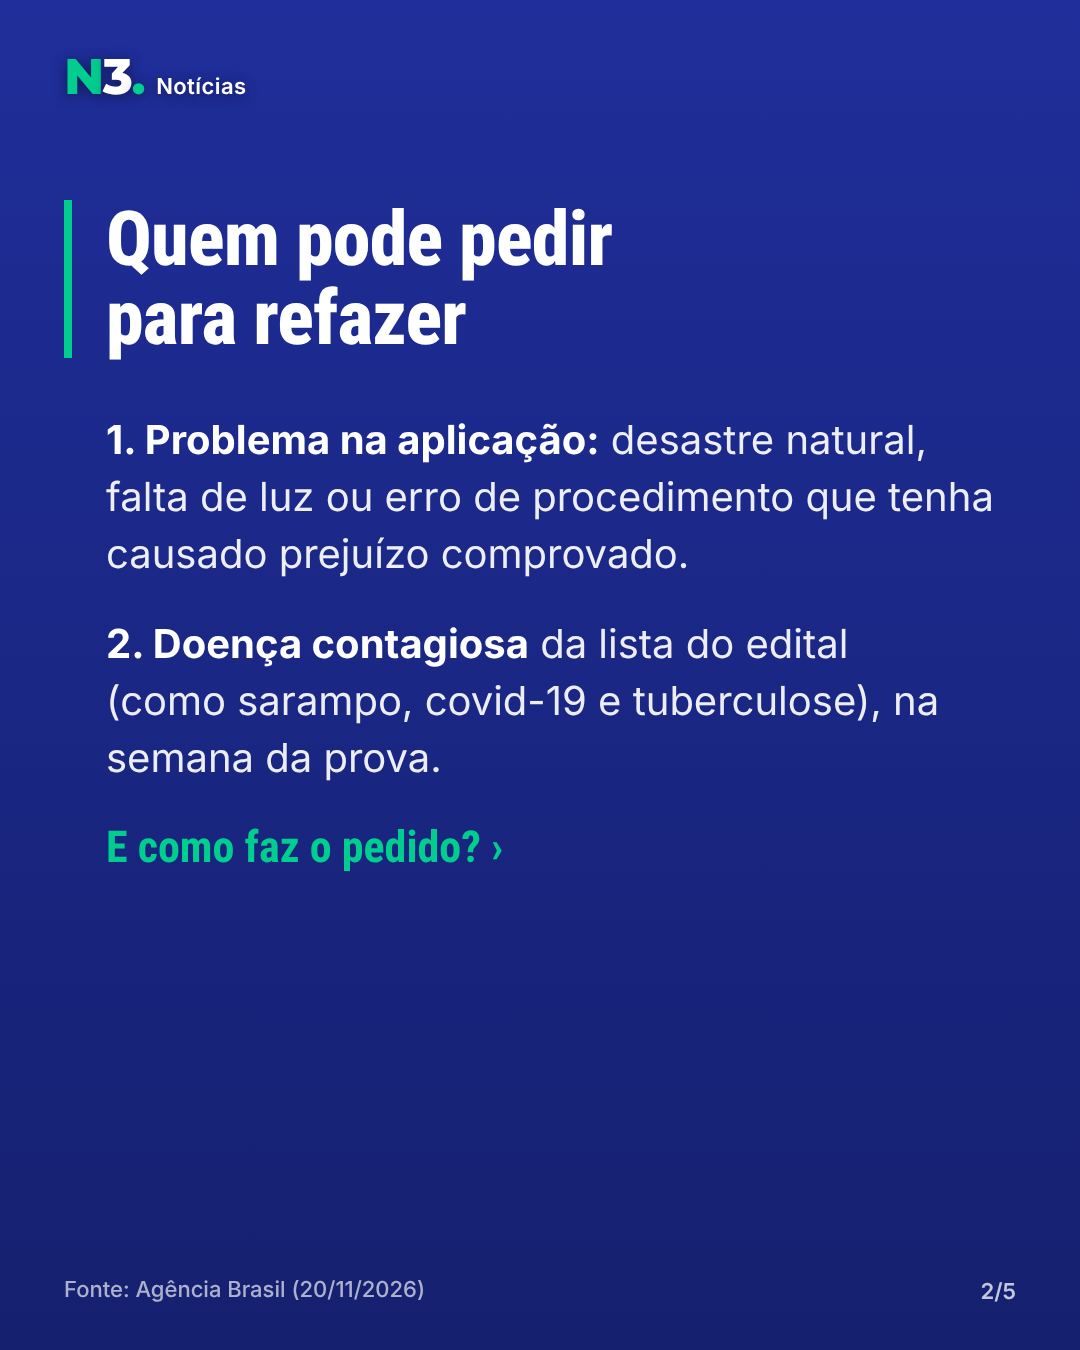 N3. Notícias
Quem pode pedir
para refazer
1. Problema na aplicação: desastre natural,
falta de luz ou erro de procedimento que tenha
causado prejuízo comprovado.
2. Doença contagiosa da lista do edital
(como sarampo, covid-19 e tuberculose), na
semana da prova.
E como faz o pedido? ›
Fonte: Agência Brasil (20/11/2026)
2/5